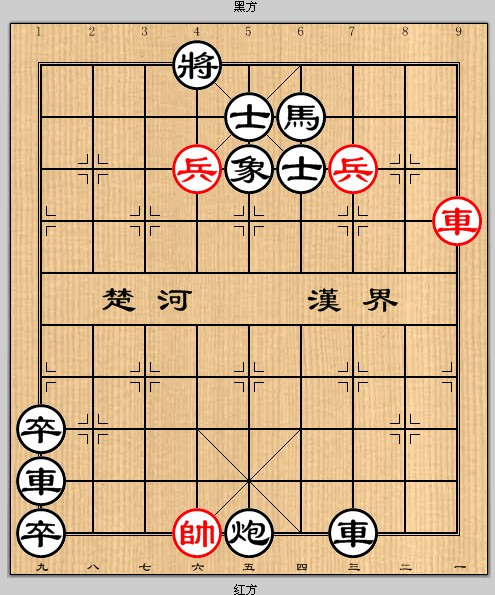 黑方
1 2 3 4 5 6 7 8 9
將
士 馬
兵 象 士 兵
車
楚河 漢界
卒
車
卒 帥 炮 車
九 八 七 六 五 四 三 二 一
红方